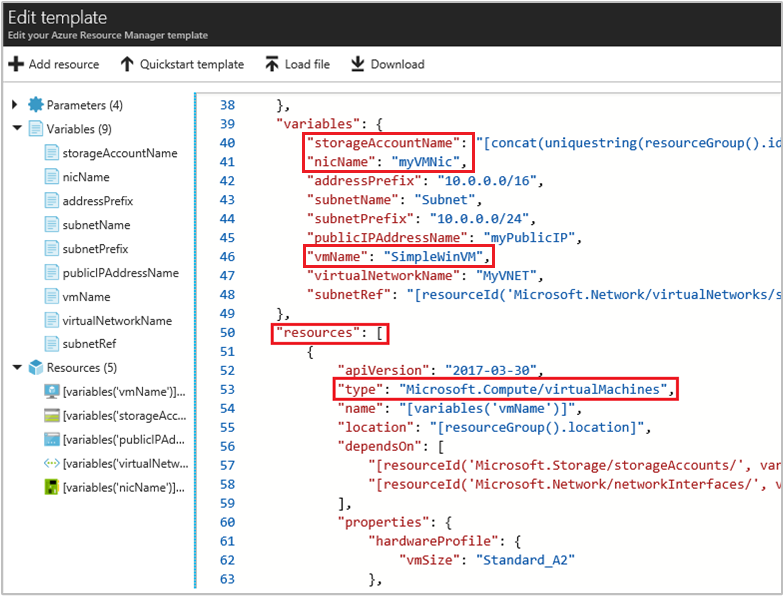 Edit template
Edit your Azure Resource Manager template
Add resource Quickstart template Load file Download
Parameters (4)
Variables (9)
storageAccountName
nicName
addressPrefix
subnetName
subnetPrefix
publicIPAddressName
vmName
virtualNetworkName
subnetRef
Resources (5)
[variables('vmName')]...
[variables('storageAcc...
[variables('publicIPAd...
[variables('virtualNetw...
[variables('nicName')]...
38 },
39 "variables": {
40 "storageAccountName": "[concat(uniquestring(resourceGroup().id
41 "nicName": "myVMNic",
42 "addressPrefix": "10.0.0.0/16",
43 "subnetName": "Subnet",
44 "subnetPrefix": "10.0.0.0/24",
45 "publicIPAddressName": "myPublicIP",
46 "vmName": "SimpleWinVM",
47 "virtualNetworkName": "MyVNET",
48 "subnetRef": "[resourceId('Microsoft.Network/virtualNetworks/s
49 },
50 "resources": [
51 {
52 "apiVersion": "2017-03-30",
53 "type": "Microsoft.Compute/virtualMachines",
54 "name": "[variables('vmName')]",
55 "location": "[resourceGroup().location]",
56 "dependsOn": [
57 "[resourceId('Microsoft.Storage/storageAccounts/', var
58 "[resourceId('Microsoft.Network/networkInterfaces/', v
59 ],
60 "properties": {
61 "hardwareProfile": {
62 "vmSize": "Standard_A2"
63 },